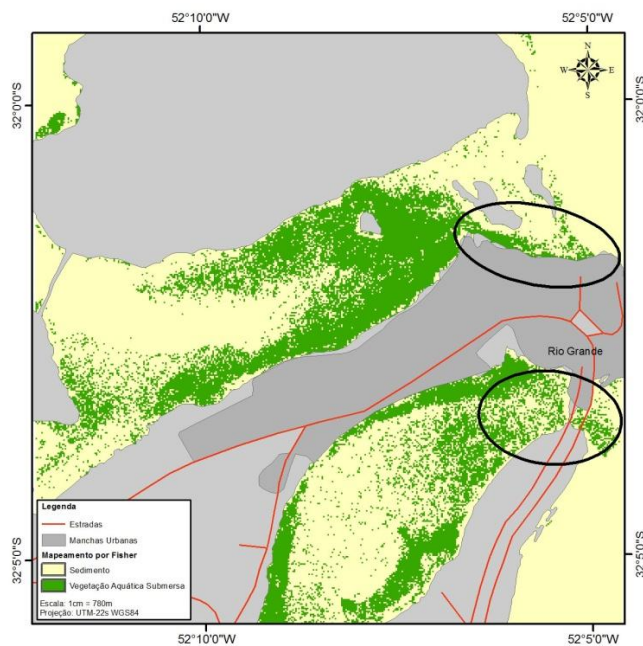 52°10'0"W
52°5'0"W
N
W
E
S
32°0'0"S
32°0'0"S
Rio Grande
Legenda
Estradas
Manchas Urbanas
Mapeamento por Fisher
Sedimento
Vegetação Aquática Submersa
Escala: 1cm = 780m
Projeção: UTM-22s WGS84
32°5'0"S
32°5'0"S
52°10'0"W
52°5'0"W